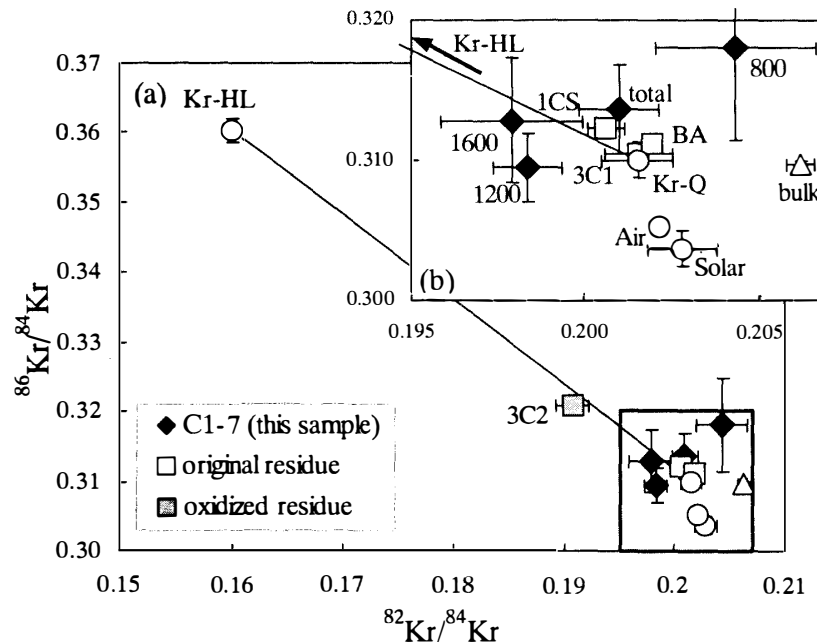 0.320
0.37
(a)
Kr-HL
800
Kr-HL
1CS
total
0.36
1600
BA
0.310
3C1
0.35
1200
Kr-Q
bulk
Air
0.34
(b)
Solar
0.300
0.195
0.200
0.205
86Kr/84Kr
0.33
0.32
3C2
C1-7 (this sample)
original residue
0.31
oxidized residue
0.30
0.15
0.16
0.17
0.18
0.19
0.2
0.21
82Kr/84Kr